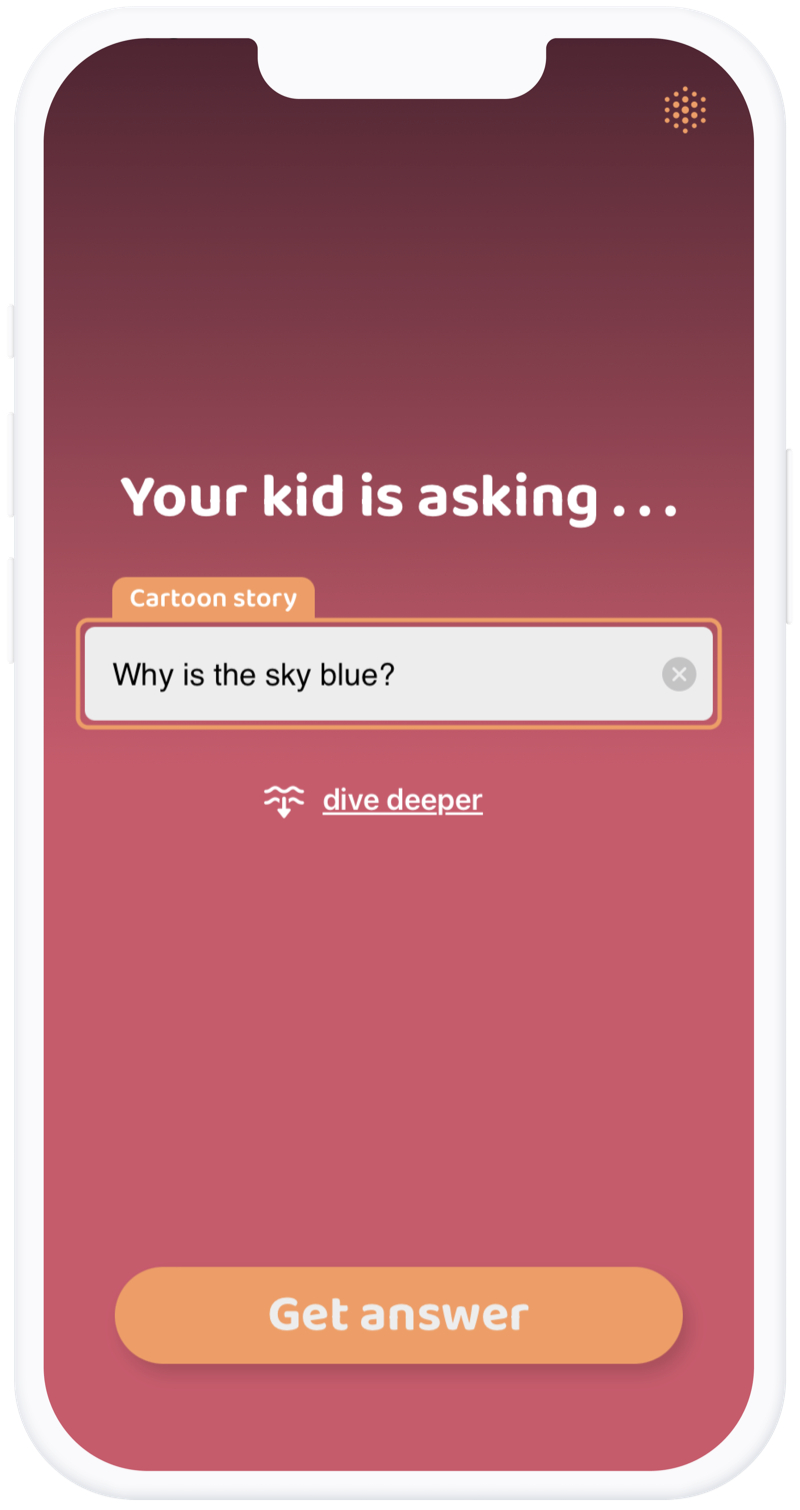 Your kid is asking . . .
Cartoon story
Why is the sky blue?
dive deeper
Get answer